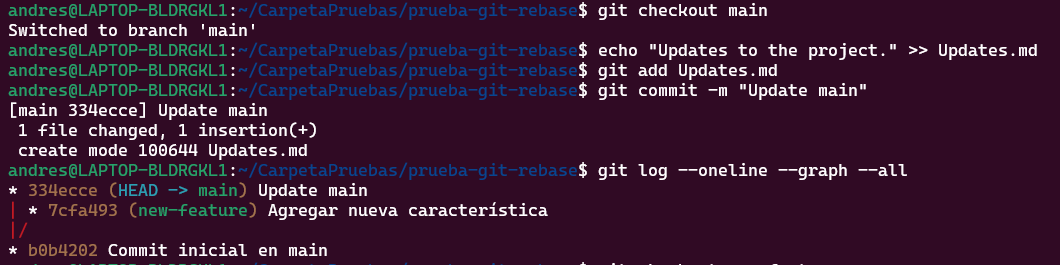 andres@LAPTOP-BLDRGKL1:~/CarpetaPruebas/prueba-git-rebase$ git checkout main
Switched to branch 'main'
andres@LAPTOP-BLDRGKL1:~/CarpetaPruebas/prueba-git-rebase$ echo "Updates to the project." >> Updates.md
andres@LAPTOP-BLDRGKL1:~/CarpetaPruebas/prueba-git-rebase$ git add Updates.md
andres@LAPTOP-BLDRGKL1:~/CarpetaPruebas/prueba-git-rebase$ git commit -m "Update main"
[main 334ecce] Update main
 1 file changed, 1 insertion(+)
 create mode 100644 Updates.md
andres@LAPTOP-BLDRGKL1:~/CarpetaPruebas/prueba-git-rebase$ git log --oneline --graph --all
* 334ecce (HEAD -> main) Update main
| * 7cfa493 (new-feature) Agregar nueva característica
|/
* b0b4202 Commit inicial en main